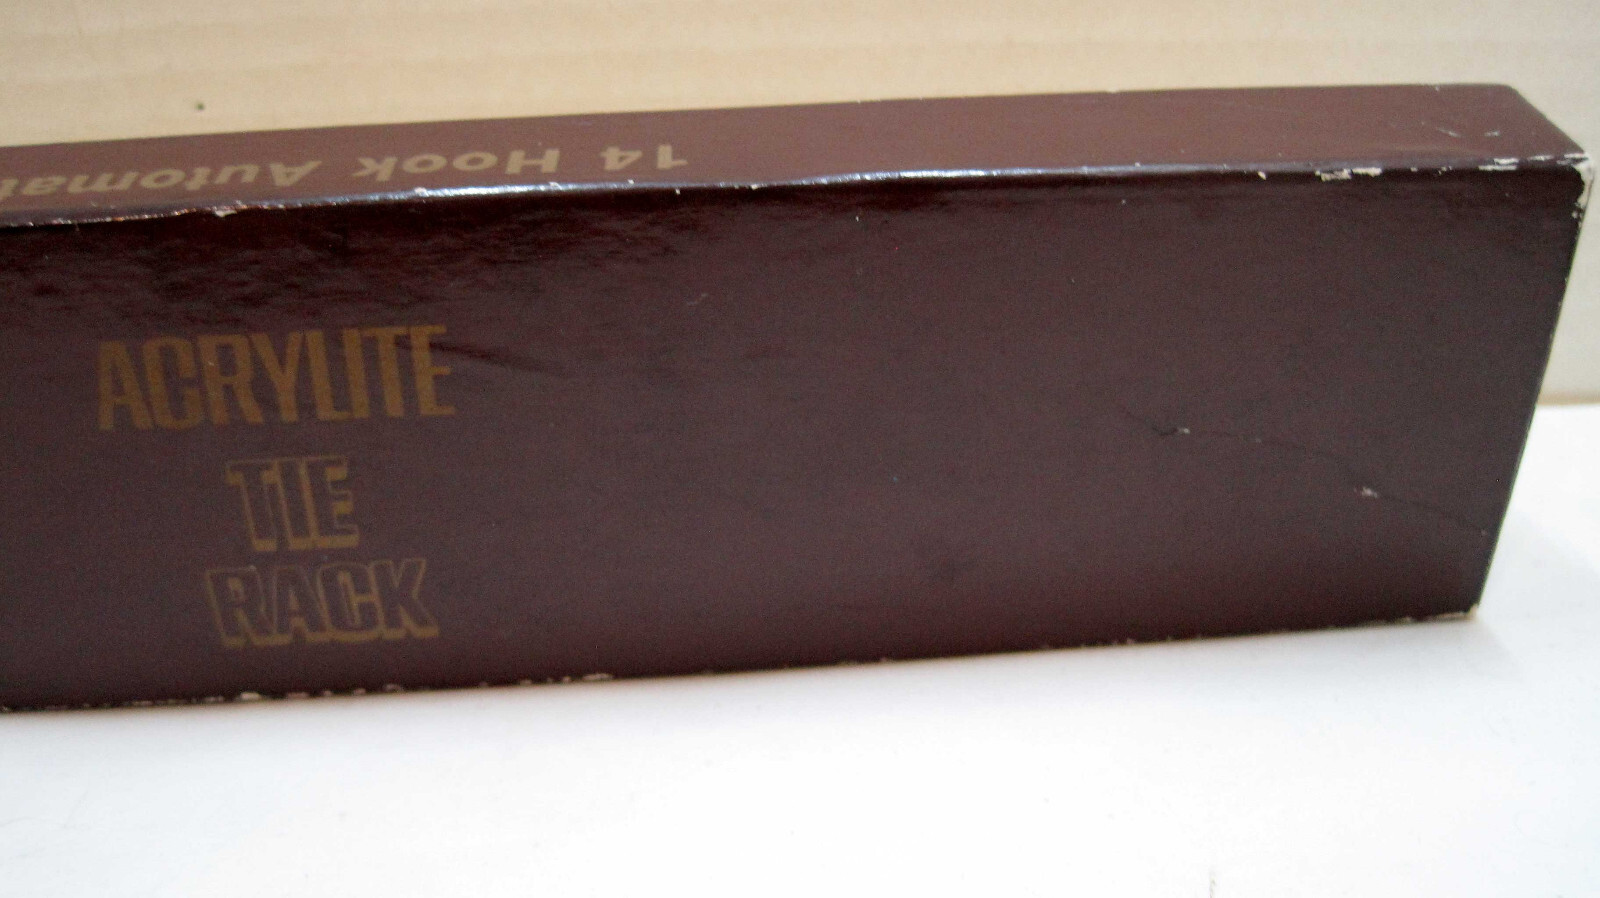 14 Hook Automat
ACRYLITE
TIE
RACK